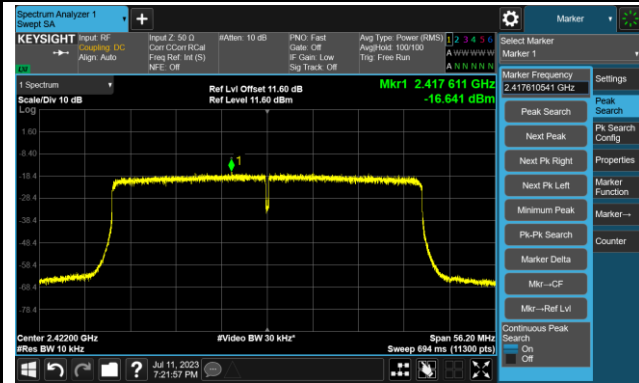 Spectrum Analyzer 1
Swept SA
Marker
KEYSIGHT
Input: RF
Coupling: DC
Align: Auto
Input Z: 50 Ω
Corr CCorr RCal
Freq Ref: Int (S)
NFE: Off
#Atten: 10 dB
PNO: Fast
Gate: Off
IF Gain: Low
Sig Track: Off
Avg Type: Power (RMS)
Avg|Hold: 100/100
Trig: Free Run
1 2 3 4 5 6
A W W W W W
A N N N N N
Select Marker
Marker 1
LXI
1 Spectrum
Scale/Div 10 dB
Log
Ref Lvl Offset 11.60 dB
Ref Level 11.60 dBm
Mkr1 2.417 611 GHz
-16.641 dBm
1.60
-8.40
-18.4
-28.4
-38.4
-48.4
-58.4
-68.4
-78.4
1
Center 2.42200 GHz
#Res BW 10 kHz
#Video BW 30 kHz*
Span 56.20 MHz
Sweep 694 ms (11300 pts)
Marker Frequency
2.417610541 GHz
Peak Search
Next Peak
Next Pk Right
Next Pk Left
Minimum Peak
Pk-Pk Search
Marker Delta
Mkr→CF
Mkr→Ref Lvl
Continuous Peak
Search
On
Off
Settings
Peak
Search
Pk Search
Config
Properties
Marker
Function
Marker→
Counter
?
Jul 11, 2023
7:21:57 PM